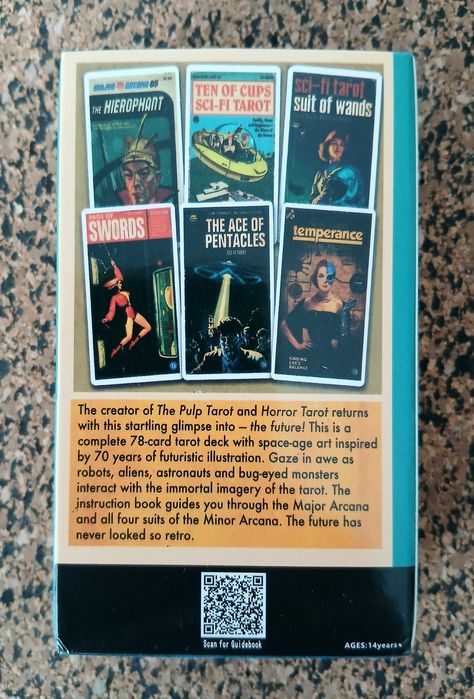 MAJOR ARCANA 05
THE HIEROPHANT
TEN OF CUPS
SCI-FI TAROT
sci-fi tarot
suit of wands
PAGE OF
SWORDS
THE ACE OF
PENTACLES
SCI-FI TAROT
temperance
FINDING
LIFE'S
BALANCE
The creator of The Pulp Tarot and Horror Tarot returns
with this startling glimpse into – the future! This is a
complete 78-card tarot deck with space-age art inspired
by 70 years of futuristic illustration. Gaze in awe as
robots, aliens, astronauts and bug-eyed monsters
interact with the immortal imagery of the tarot. The
instruction book guides you through the Major Arcana
and all four suits of the Minor Arcana. The future has
never looked so retro.
Scan for Guidebook
AGES:14years+